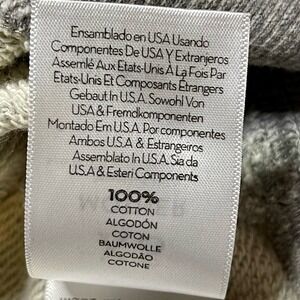 Ensamblado en USA Usando
Componentes De USA Y Extranjeros
Assemlé Aux Etats-Unis À La Fois Par
Etats-Unis Et Composants Étrangers
Gebaut In U.S.A. Sowohl Von
USA & Fremdkomponenten
Montado Em U.S.A. Por componentes
Ambos U.S.A & Estrangeiros
Assemblato In U.S.A. Sia da
U.S.A & Esteri Components
100%
COTTON
ALGODÓN
COTON
BAUMWOLLE
ALGODÃO
COTONE